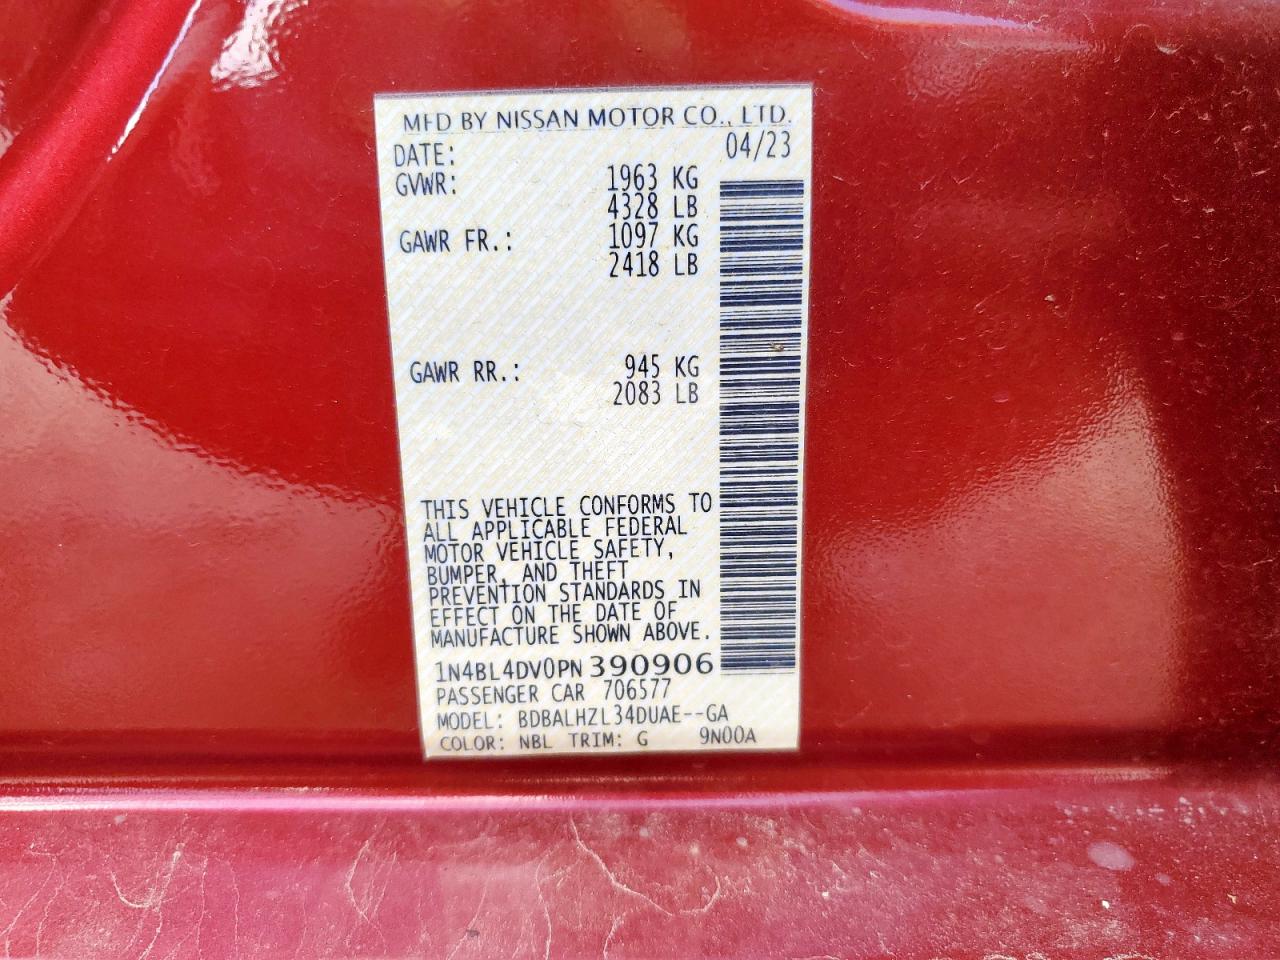 MFD BY NISSAN MOTOR CO., LTD.
DATE: 04/23
GVWR: 1963 KG
4328 LB
GAWR FR.: 1097 KG
2418 LB
GAWR RR.: 945 KG
2083 LB
THIS VEHICLE CONFORMS TO
ALL APPLICABLE FEDERAL
MOTOR VEHICLE SAFETY,
BUMPER, AND THEFT
PREVENTION STANDARDS IN
EFFECT ON THE DATE OF
MANUFACTURE SHOWN ABOVE.
1N4BL4DV0PN 390906
PASSENGER CAR 706577
MODEL: BDBALHZL34DUAE--GA
COLOR: NBL TRIM: G 9N00A